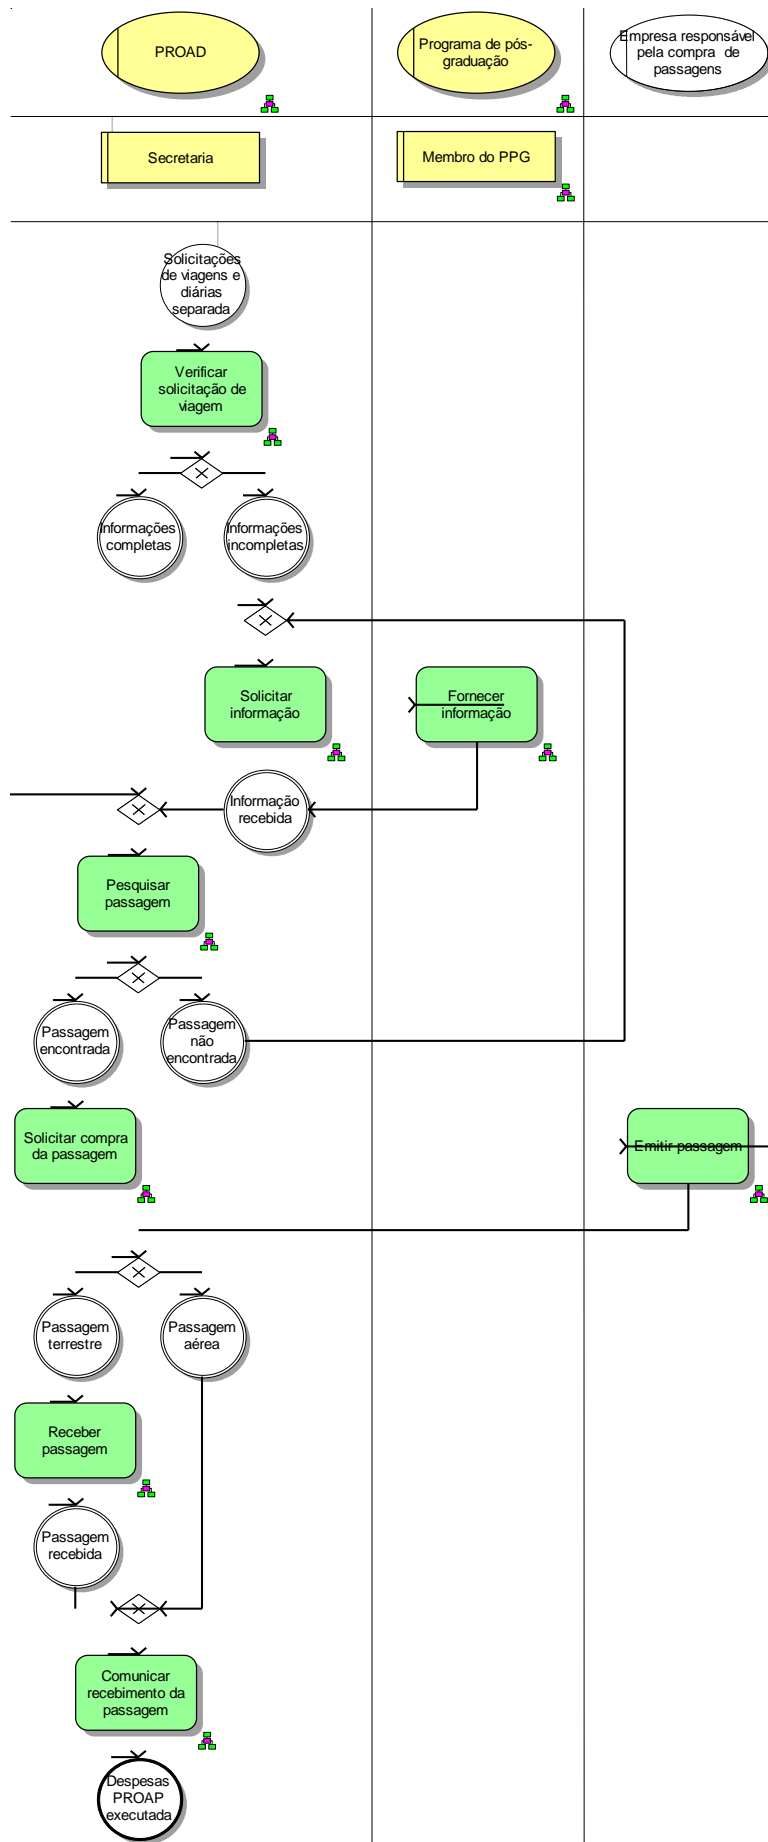 PROAD
Programa de pós-
graduação
Empresa responsável
pela compra de
passagens
Secretaria
Membro do PPG
Solicitações
de viagens e
diárias
separada
Verificar
solicitação de
viagem
Informações
completas
Informações
incompletas
Solicitar
informação
Fornecer
informação
Informação
recebida
Pesquisar
passagem
Passagem
encontrada
Passagem
não
encontrada
Solicitar compra
da passagem
Emitir passagem
Passagem
terrestre
Passagem
aérea
Receber
passagem
Passagem
recebida
Comunicar
recebimento da
passagem
Despesas
PROAP
executada